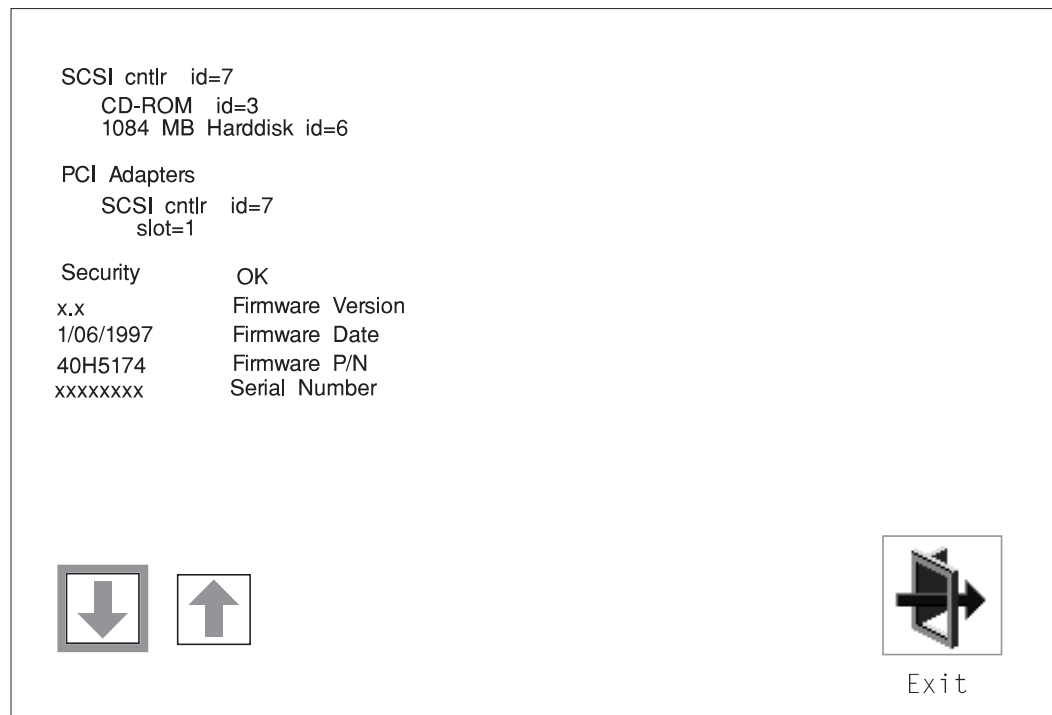 SCSI cntlr id=7
CD-ROM id=3
1084 MB Harddisk id=6
PCI Adapters
SCSI cntlr id=7
slot=1
Security OK
x.x Firmware Version
1/06/1997 Firmware Date
40H5174 Firmware P/N
xxxxxxxx Serial Number
Exit